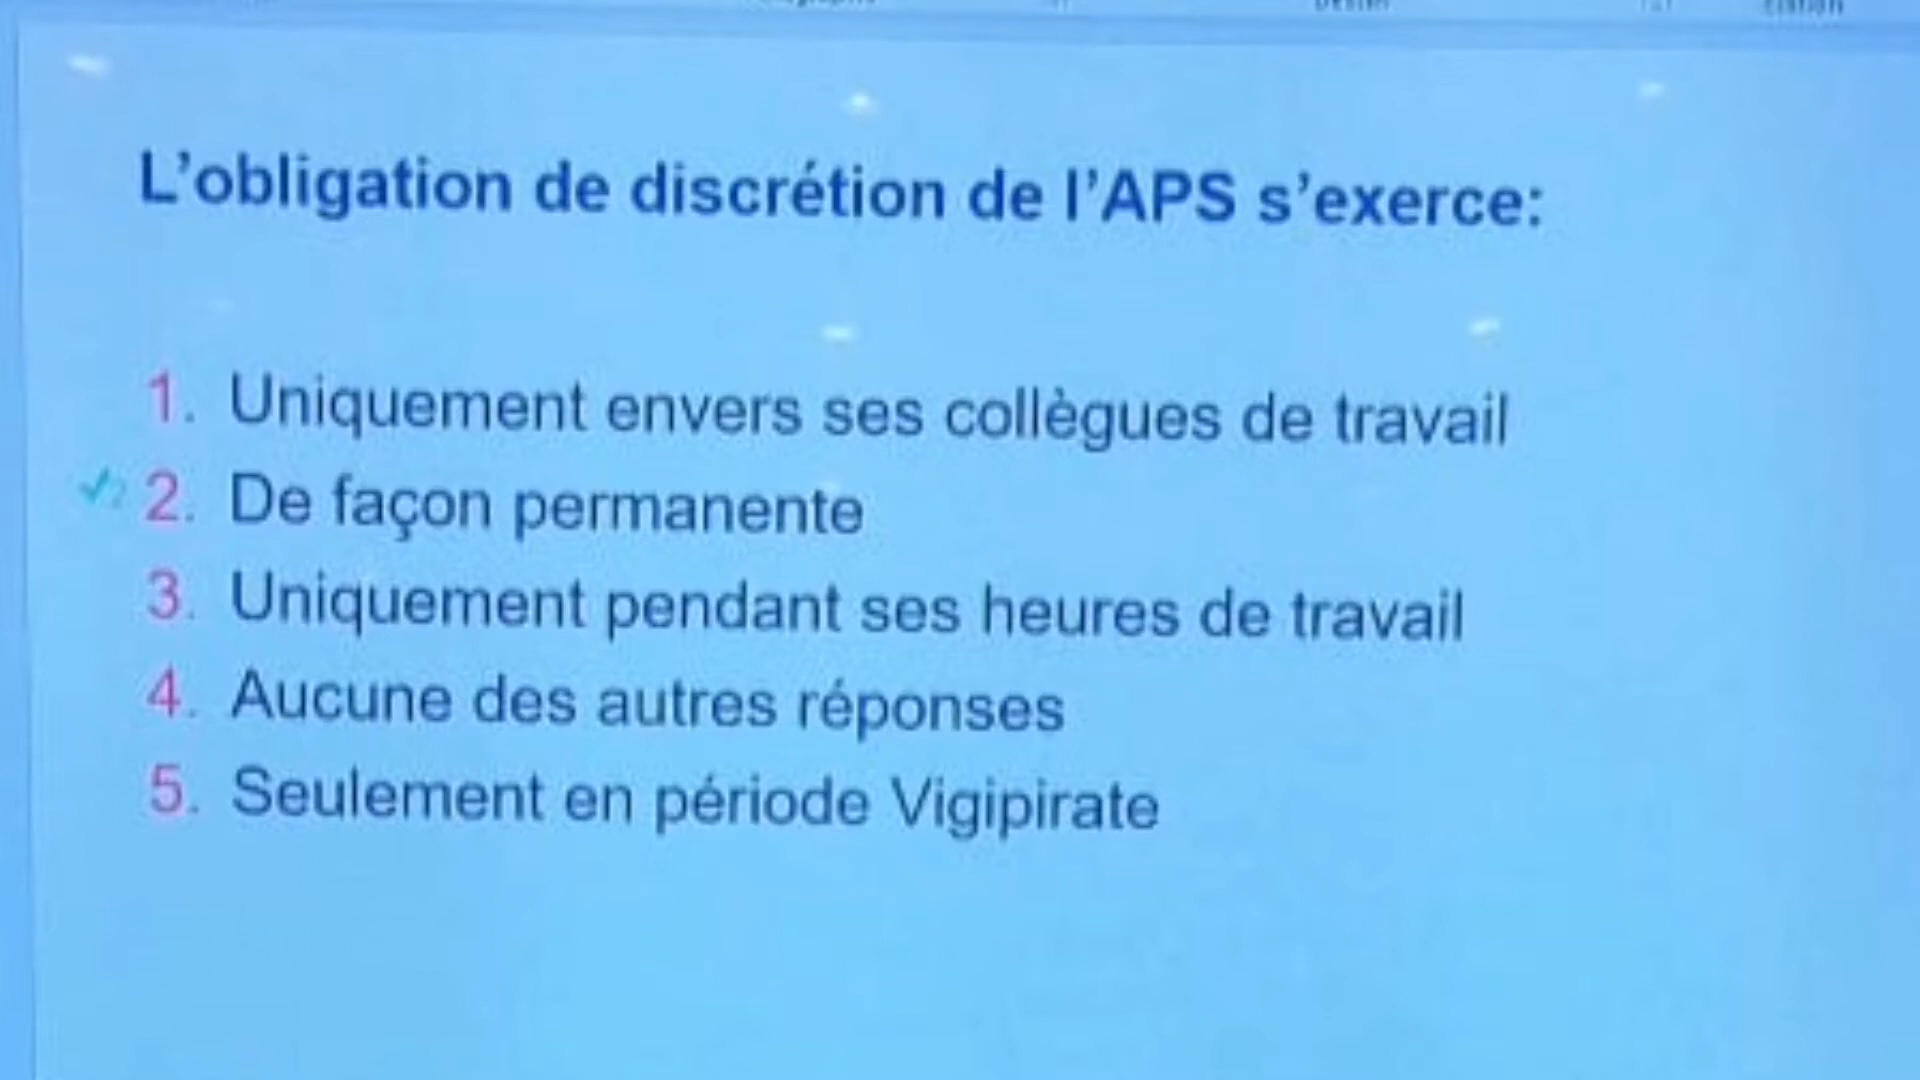 L'obligation de discrétion de l'APS s'exerce:
1. Uniquement envers ses collègues de travail
2. De façon permanente
3. Uniquement pendant ses heures de travail
4. Aucune des autres réponses
5. Seulement en période Vigipirate